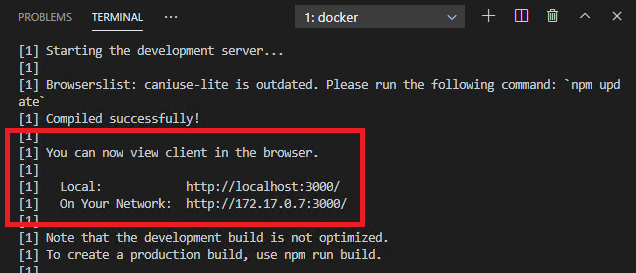 PROBLEMS TERMINAL ... 1: docker
[1] Starting the development server...
[1]
[1] Browserslist: caniuse-lite is outdated. Please run the following command: `npm upd
ate`
[1] Compiled successfully!
[1]
[1] You can now view client in the browser.
[1]
[1] Local: http://localhost:3000/
[1] On Your Network: http://172.17.0.7:3000/
[1]
[1] Note that the development build is not optimized.
[1] To create a production build, use npm run build.
[1]